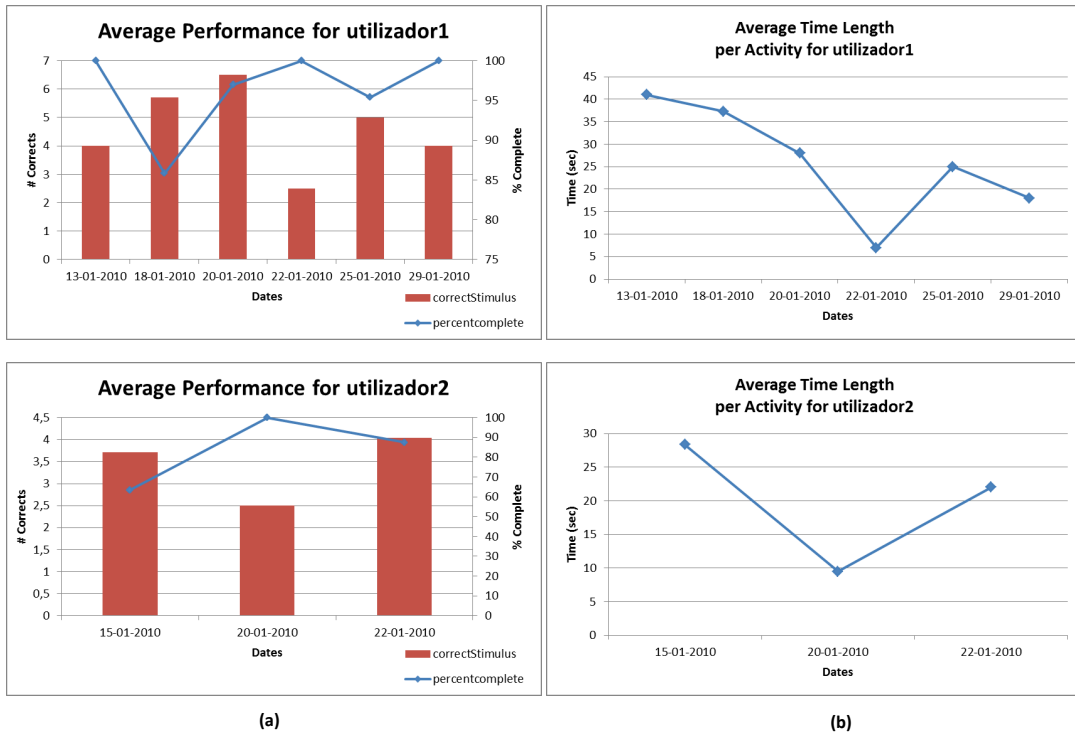 Average Performance for utilizador1
7
6
5
4
3
2
1
0
# Corrects
100
95
90
85
80
75
% Complete
13-01-2010 18-01-2010 20-01-2010 22-01-2010 25-01-2010 29-01-2010
Dates
correctStimulus
percentcomplete
Average Time Length
per Activity for utilizador1
45
40
35
30
25
20
15
10
5
0
Time (sec)
13-01-2010 18-01-2010 20-01-2010 22-01-2010 25-01-2010 29-01-2010
Dates
Average Performance for utilizador2
4,5
4
3,5
3
2,5
2
1,5
1
0,5
0
# Corrects
100
90
80
70
60
50
40
30
20
10
0
% Complete
15-01-2010 20-01-2010 22-01-2010
Dates
correctStimulus
percentcomplete
Average Time Length
per Activity for utilizador2
30
25
20
15
10
5
0
Time (sec)
15-01-2010 20-01-2010 22-01-2010
Dates
(a)
(b)